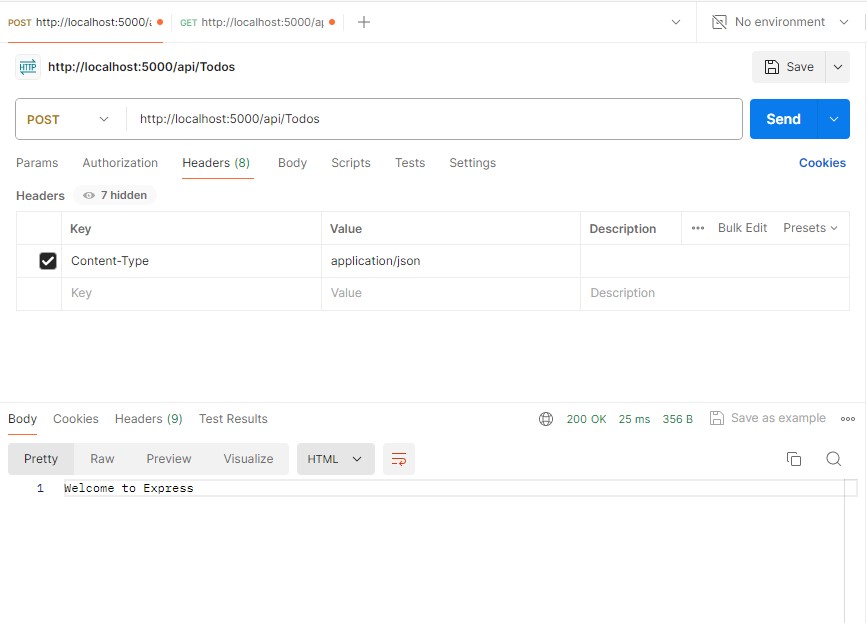 POST http://localhost:5000/a GET http://localhost:5000/ap No environment
HTTP http://localhost:5000/api/Todos Save
POST http://localhost:5000/api/Todos Send
Params Authorization Headers (8) Body Scripts Tests Settings Cookies
Headers 7 hidden
Key Value Description Bulk Edit Presets
Content-Type application/json
Key Value Description
Body Cookies Headers (9) Test Results 200 OK 25 ms 356 B Save as example
Pretty Raw Preview Visualize HTML
1 Welcome to Express